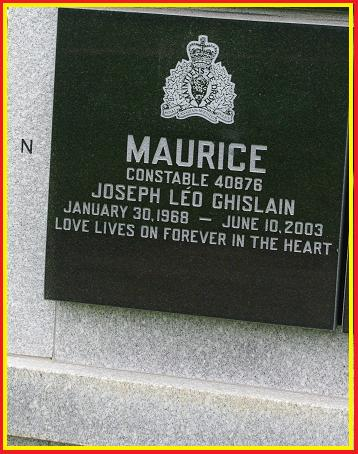 MAURICE
CONSTABLE 40876
JOSEPH LÉO GHISLAIN
JANUARY 30, 1968 — JUNE 10, 2003
LOVE LIVES ON FOREVER IN THE HEART
N